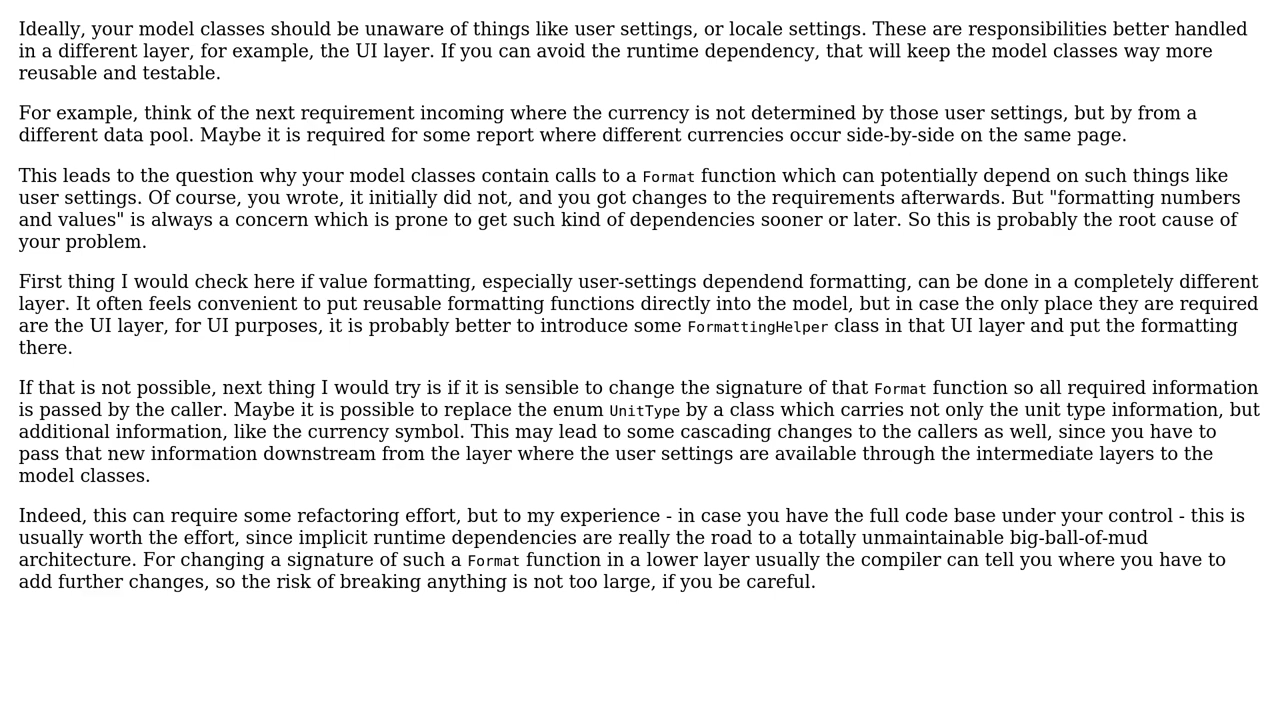 Ideally, your model classes should be unaware of things like user settings, or locale settings. These are responsibilities better handled
in a different layer, for example, the UI layer. If you can avoid the runtime dependency, that will keep the model classes way more
reusable and testable.
For example, think of the next requirement incoming where the currency is not determined by those user settings, but by from a
different data pool. Maybe it is required for some report where different currencies occur side-by-side on the same page.
This leads to the question why your model classes contain calls to a Format function which can potentially depend on such things like
user settings. Of course, you wrote, it initially did not, and you got changes to the requirements afterwards. But "formatting numbers
and values" is always a concern which is prone to get such kind of dependencies sooner or later. So this is probably the root cause of
your problem.
First thing I would check here if value formatting, especially user-settings dependend formatting, can be done in a completely different
layer. It often feels convenient to put reusable formatting functions directly into the model, but in case the only place they are required
are the UI layer, for UI purposes, it is probably better to introduce some FormattingHelper class in that UI layer and put the formatting
there.
If that is not possible, next thing I would try is if it is sensible to change the signature of that Format function so all required information
is passed by the caller. Maybe it is possible to replace the enum UnitType by a class which carries not only the unit type information, but
additional information, like the currency symbol. This may lead to some cascading changes to the callers as well, since you have to
pass that new information downstream from the layer where the user settings are available through the intermediate layers to the
model classes.
Indeed, this can require some refactoring effort, but to my experience - in case you have the full code base under your control - this is
usually worth the effort, since implicit runtime dependencies are really the road to a totally unmaintainable big-ball-of-mud
architecture. For changing a signature of such a Format function in a lower layer usually the compiler can tell you where you have to
add further changes, so the risk of breaking anything is not too large, if you be careful.